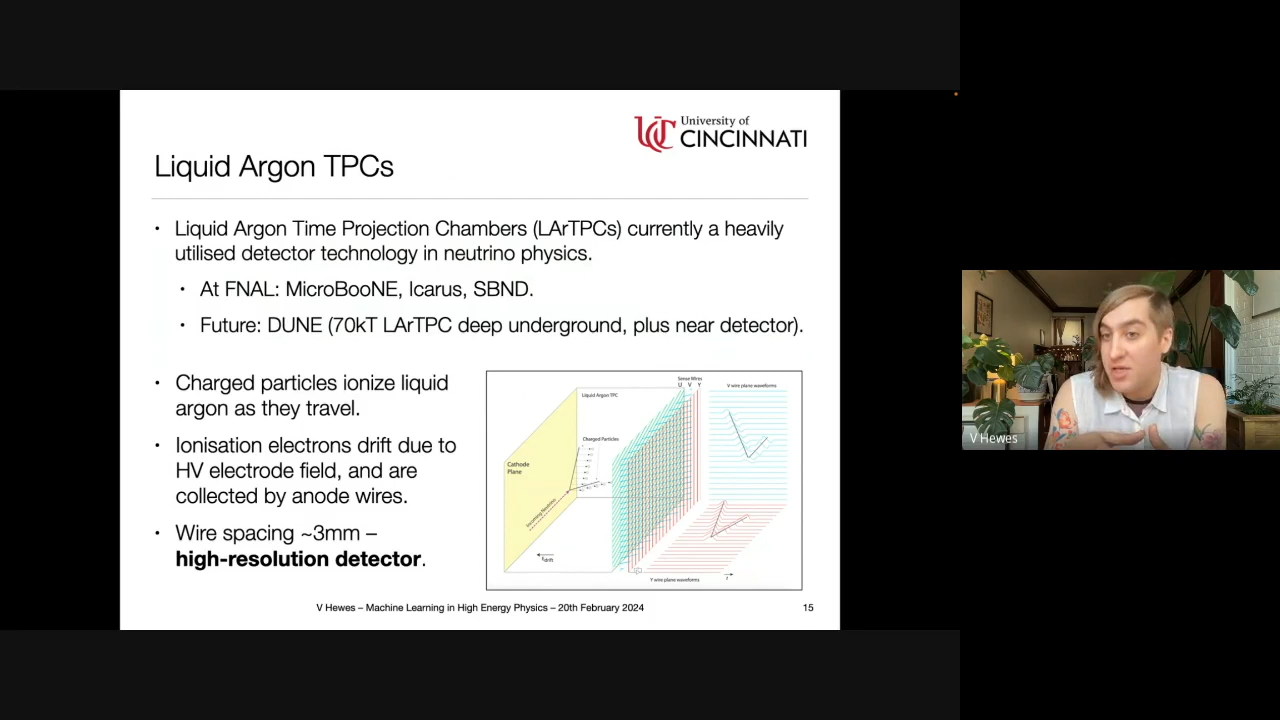 University of
CINCINNATI
Liquid Argon TPCs
• Liquid Argon Time Projection Chambers (LArTPCs) currently a heavily
utilised detector technology in neutrino physics.
• At FNAL: MicroBooNE, Icarus, SBND.
• Future: DUNE (70kT LArTPC deep underground, plus near detector).
• Charged particles ionize liquid
argon as they travel.
• Ionisation electrons drift due to
HV electrode field, and are
collected by anode wires.
• Wire spacing ~3mm –
high-resolution detector.
Sense Wires
U V Y
V wire plane waveforms
Liquid Argon TPC
Charged Particles
Cathode
Plane
Incoming Neutrino
Edrift
t
Y wire plane waveforms
V Hewes – Machine Learning in High Energy Physics – 20th February 2024
15
V Hewes